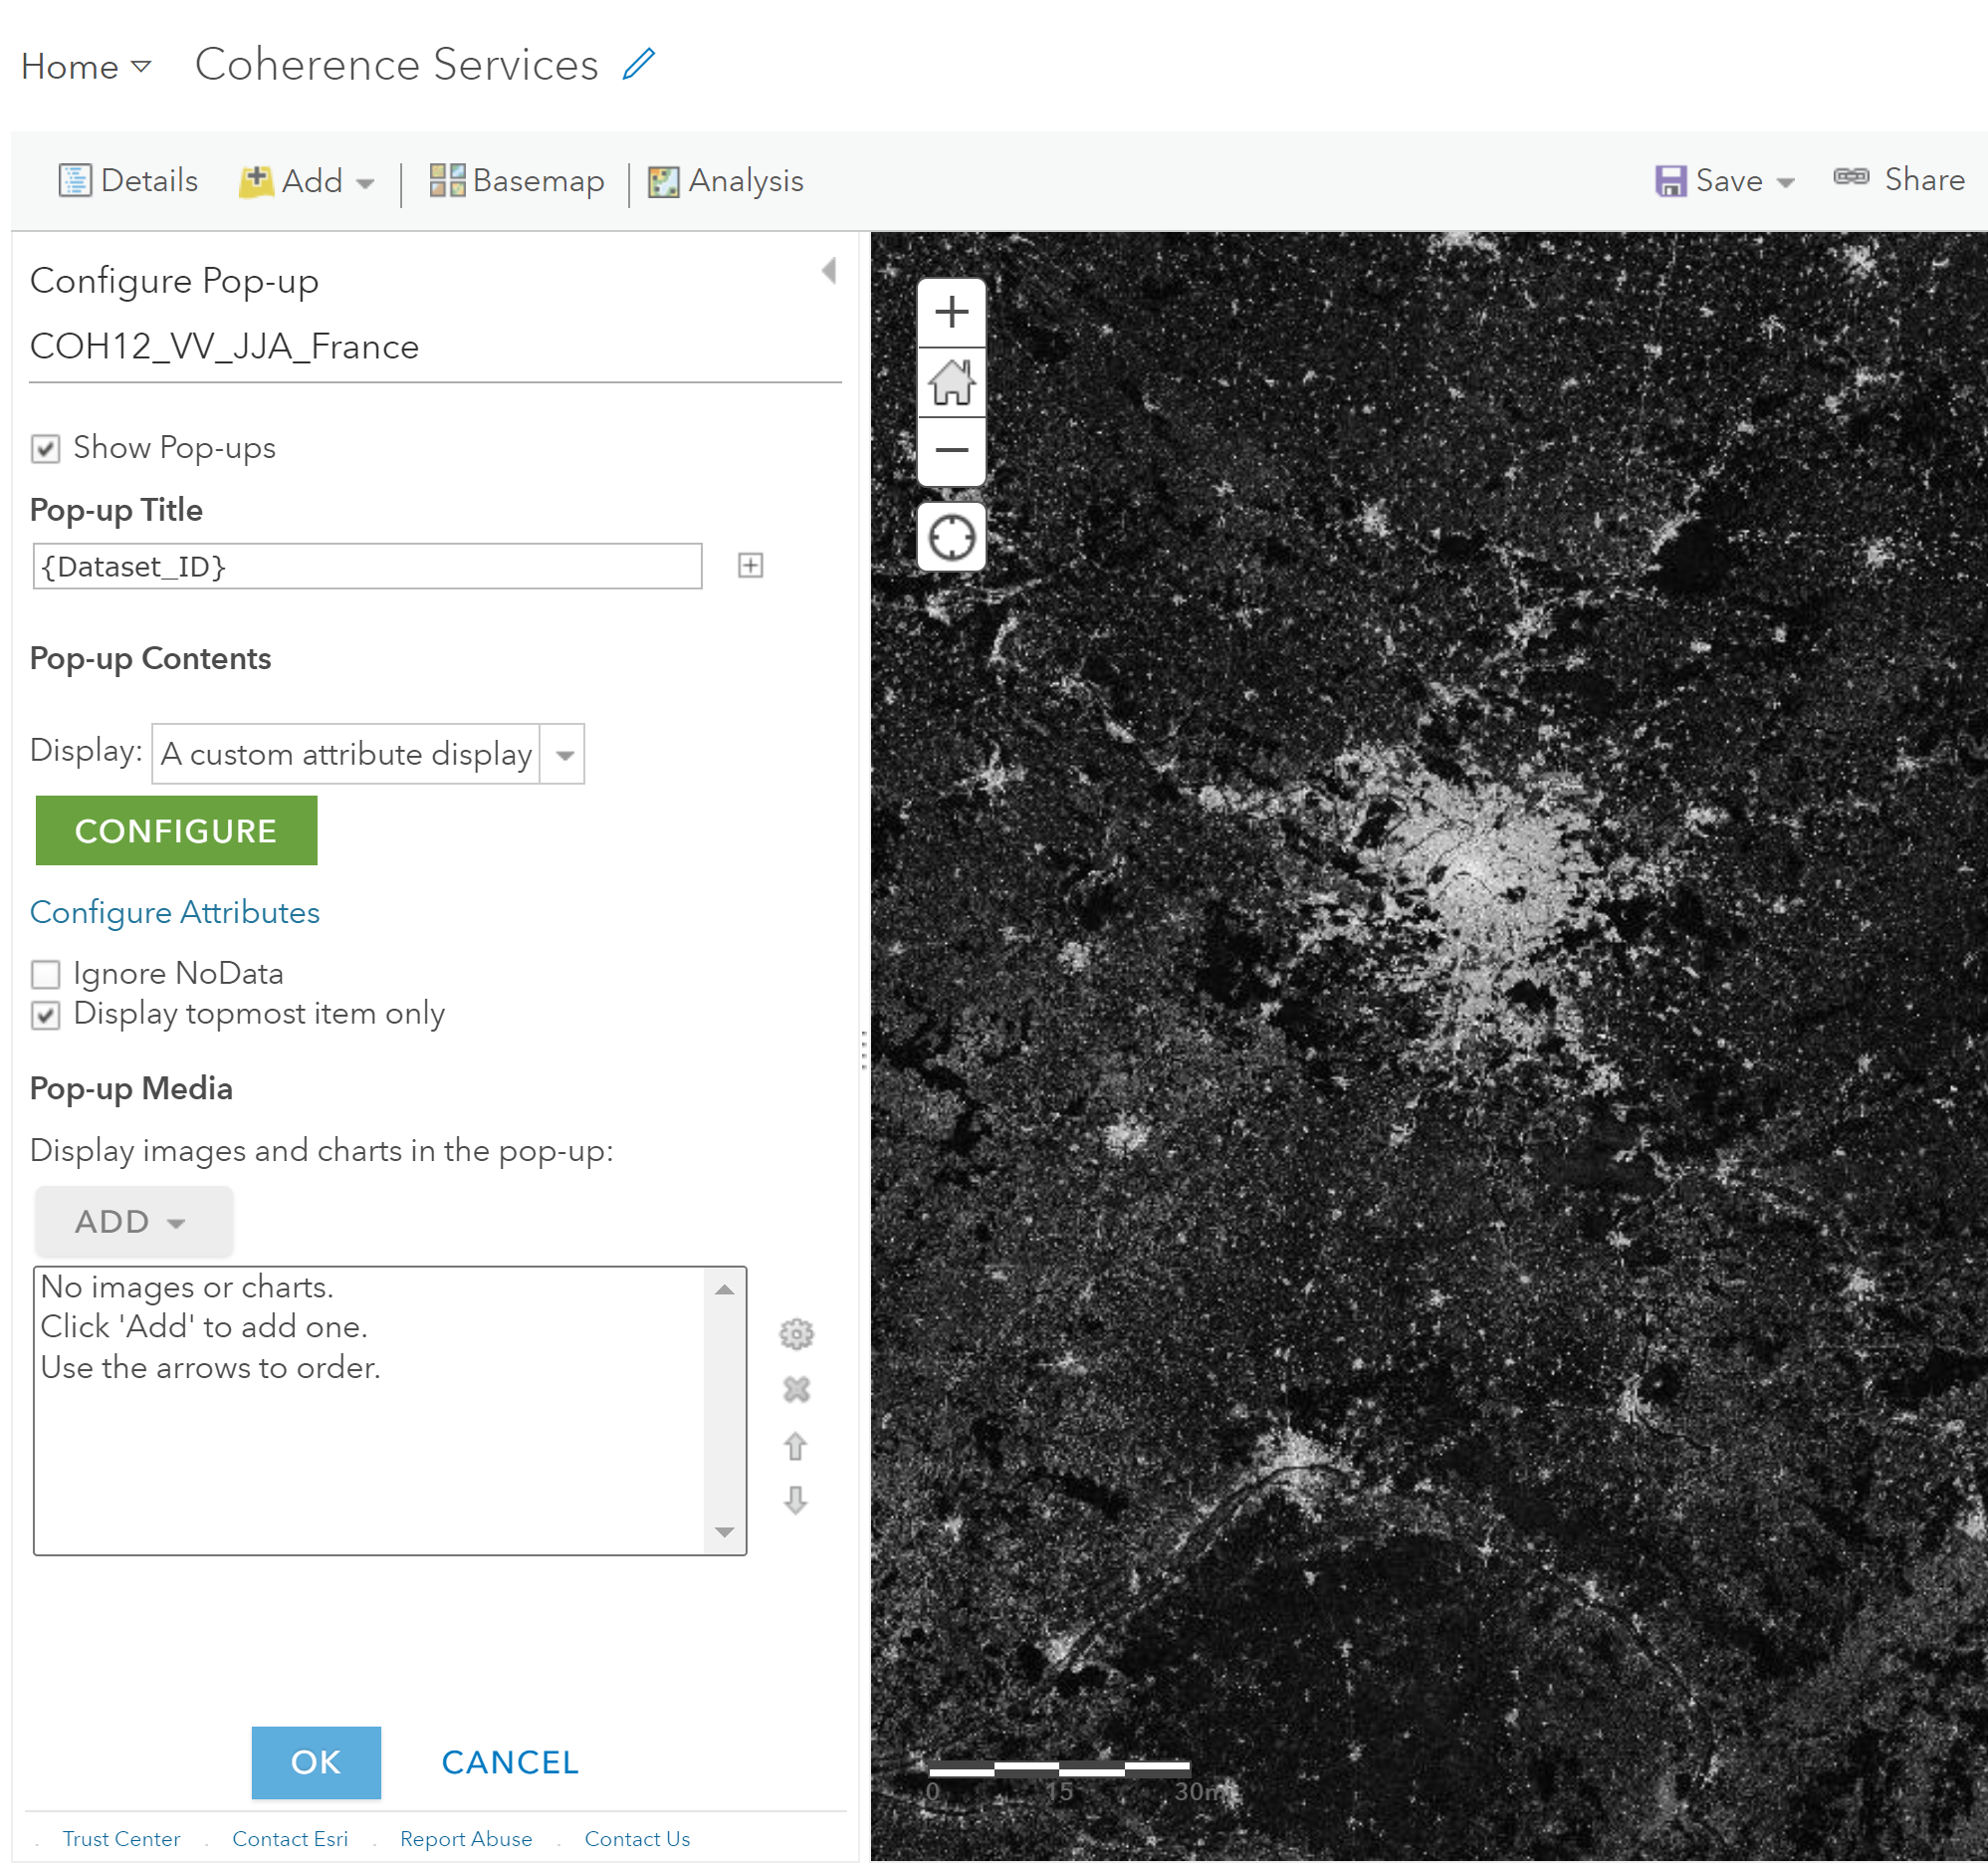 Home Coherence Services
Details Add Basemap Analysis Save Share
Configure Pop-up
COH12_VV_JJA_France
Show Pop-ups
Pop-up Title
{Dataset_ID}
Pop-up Contents
Display: A custom attribute display
CONFIGURE
Configure Attributes
Ignore NoData
Display topmost item only
Pop-up Media
Display images and charts in the pop-up:
ADD
No images or charts.
Click 'Add' to add one.
Use the arrows to order.
OK CANCEL
Trust Center . Contact Esri . Report Abuse . Contact Us
0 15 30mi